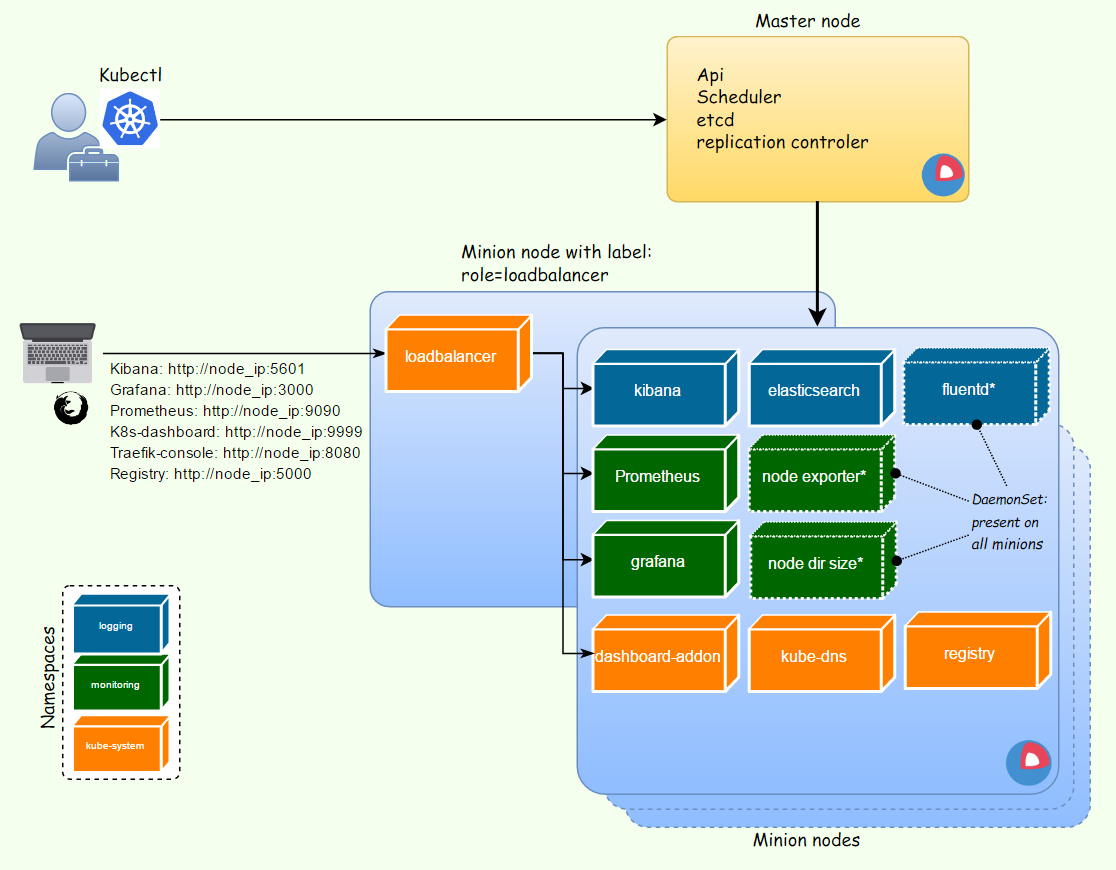 Master node
Kubectl
Api
Scheduler
etcd
replication controler
Minion node with label:
role=loadbalancer
loadbalancer
Kibana: http://node_ip:5601
Grafana: http://node_ip:3000
Prometheus: http://node_ip:9090
K8s-dashboard: http://node_ip:9999
Traefik-console: http://node_ip:8080
Registry: http://node_ip:5000
kibana
elasticsearch
fluentd*
Prometheus
node exporter*
DaemonSet:
present on
all minions
grafana
node dir size*
dashboard-addon
kube-dns
registry
Namespaces
logging
monitoring
kube-system
Minion nodes